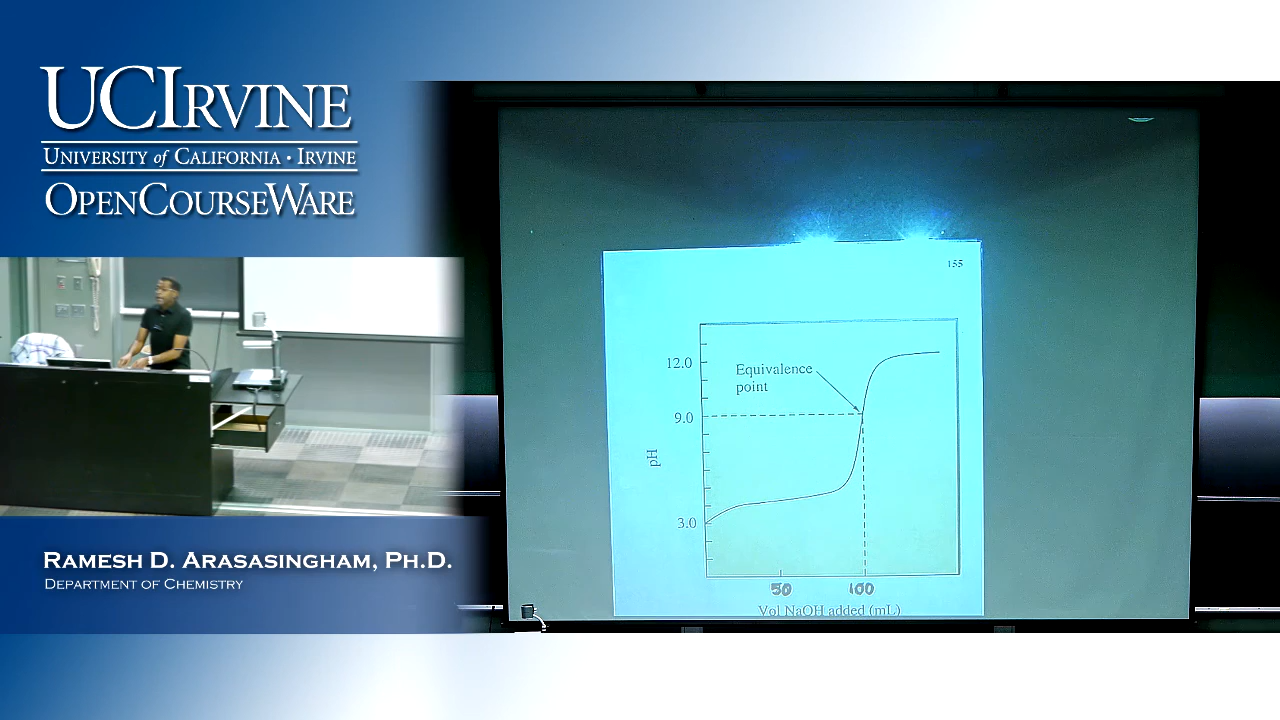 UCIRVINE
UNIVERSITY of CALIFORNIA · IRVINE
OPENCOURSEWARE
155
12.0
Equivalence
point
9.0
pH
3.0
50 100
Vol NaOH added (mL)
RAMESH D. ARASASINGHAM, PH.D.
DEPARTMENT OF CHEMISTRY